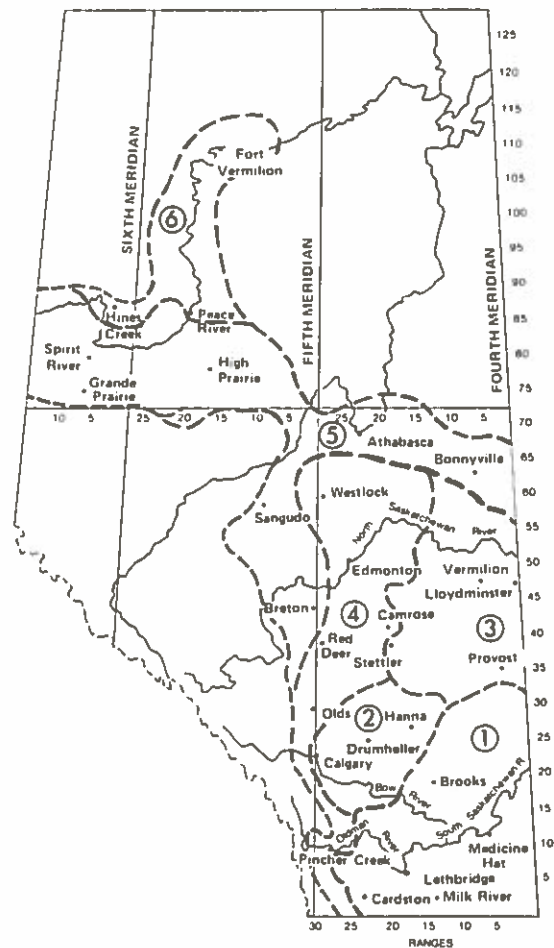 125
120
115
110
105
100
95
90
85
80
75
70
65
60
55
50
45
40
35
30
25
20
15
10
5
SIXTH MERIDIAN
FIFTH MERIDIAN
FOURTH MERIDIAN
Fort
Vermilion
6
Hines
Creek
Peace
River
Spirit
River
High
Prairie
Grande
Prairie
10 5 25 20 15 10 5 25 20 15 10 5
5
Athabasca
Bonnyville
Westlock
Sangudo
North Saskatchewan River
Edmonton
Vermilion
Lloydminster
Breton
4
Camrose
3
Red
Deer
Stettler
Provost
Olds
2
Hanna
1
Drumheller
Calgary
Brooks
Bow River
South Saskatchewan R
Oldman River
Pincher Creek
Medicine
Hat
Lethbridge
Cardston
Milk River
30 25 20 15 10 5
RANGES